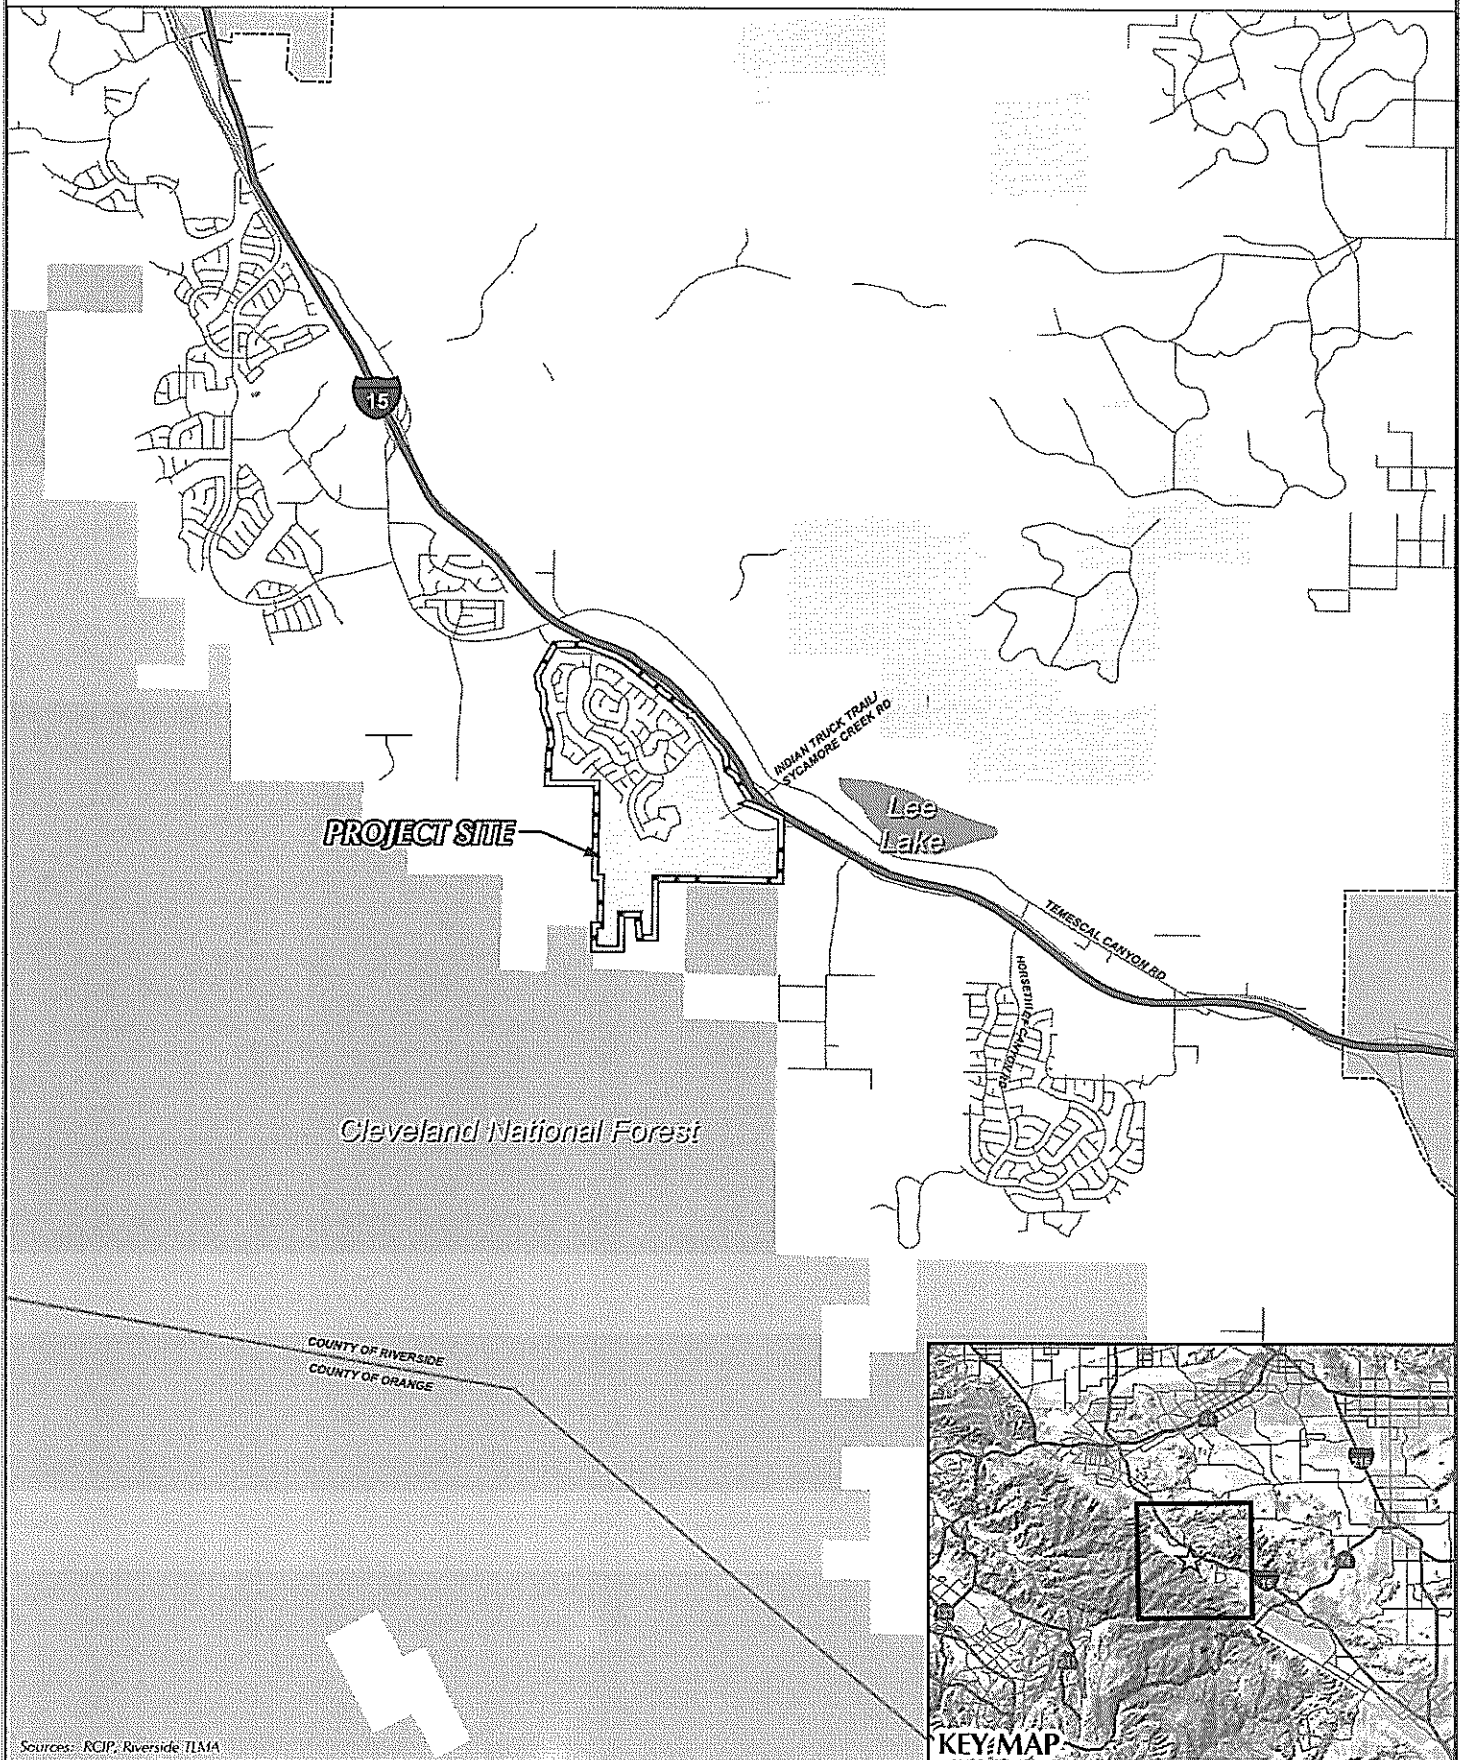 15
INDIAN TRUCK TRAIL/
SYCAMORE CREEK RD
Lee
Lake
PROJECT SITE
TEMESCAL CANYON RD
HORSETHIEF CANYON RD
Cleveland National Forest
COUNTY OF RIVERSIDE
COUNTY OF ORANGE
Sources: RCIP, Riverside TLMA
KEY MAP